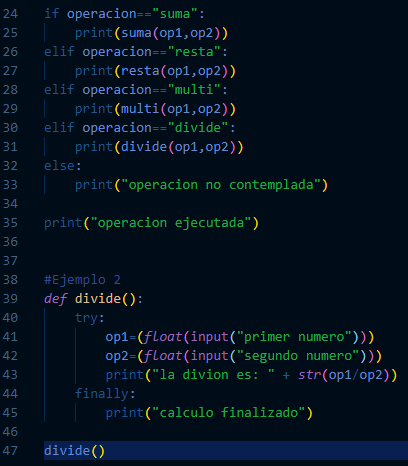 24 if operacion=="suma":
25     print(suma(op1,op2))
26 elif operacion=="resta":
27     print(resta(op1,op2))
28 elif operacion=="multi":
29     print(multi(op1,op2))
30 elif operacion=="divide":
31     print(divide(op1,op2))
32 else:
33     print("operacion no contemplada")
34
35 print("operacion ejecutada")
36
37
38 #Ejemplo 2
39 def divide():
40     try:
41         op1=(float(input("primer numero")))
42         op2=(float(input("segundo numero")))
43         print("la divion es: " + str(op1/op2))
44     finally:
45         print("calculo finalizado")
46
47 divide()